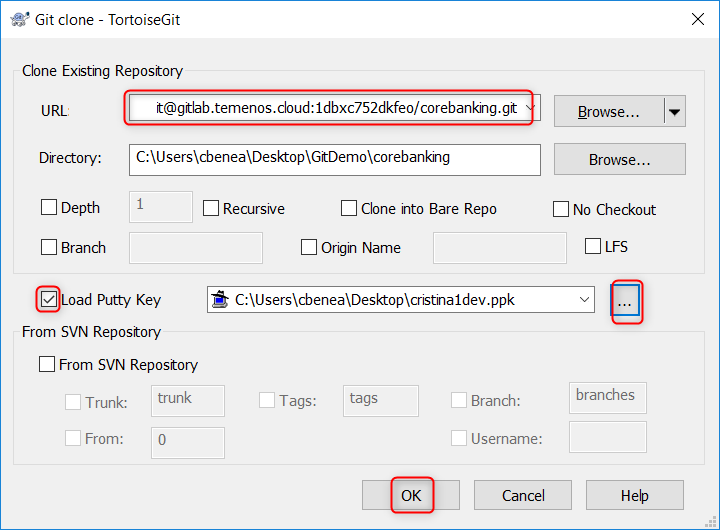 Git clone - TortoiseGit
Clone Existing Repository
URL: it@gitlab.temenos.cloud:1dbxc752dkfeo/corebanking.git Browse...
Directory: C:\Users\cbenea\Desktop\GitDemo\corebanking Browse...
Depth 1 Recursive Clone into Bare Repo No Checkout
Branch Origin Name LFS
Load Putty Key C:\Users\cbenea\Desktop\cristina1dev.ppk ...
From SVN Repository
From SVN Repository
Trunk: trunk Tags: tags Branch: branches
From: 0 Username:
OK Cancel Help